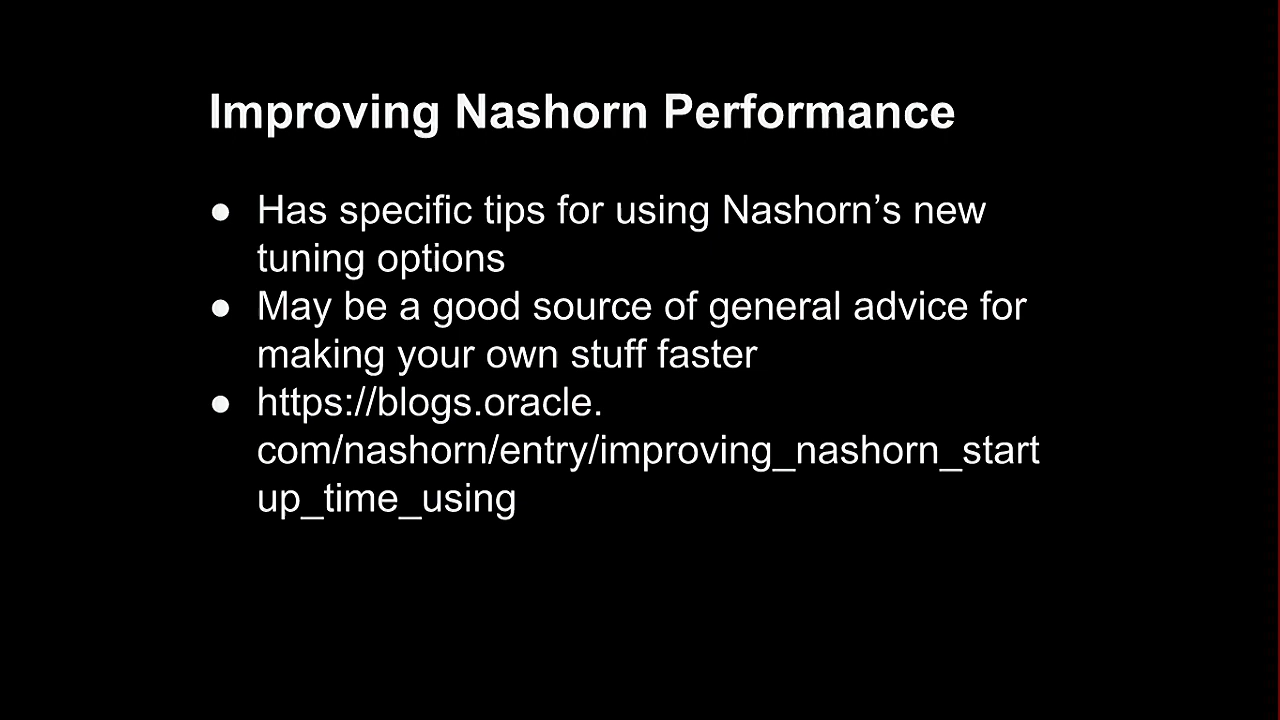 Improving Nashorn Performance
● Has specific tips for using Nashorn’s new
tuning options
● May be a good source of general advice for
making your own stuff faster
● https://blogs.oracle.
com/nashorn/entry/improving_nashorn_start
up_time_using